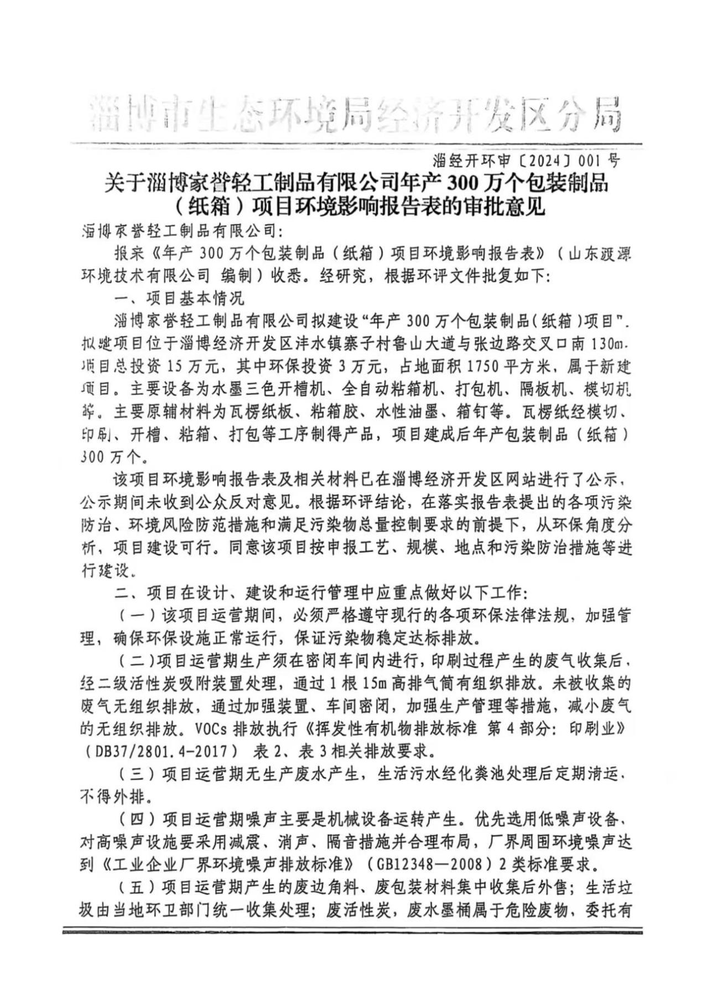 淄博市生态环境局经济开发区分局
淄经开环审〔2024〕001 号
关于淄博家誉轻工制品有限公司年产 300 万个包装制品
（纸箱）项目环境影响报告表的审批意见
淄博家誉轻工制品有限公司：
报来《年产 300 万个包装制品（纸箱）项目环境影响报告表》（山东源
环境技术有限公司 编制）收悉。经研究，根据环评文件批复如下：
一、项目基本情况
淄博家誉轻工制品有限公司拟建设“年产 300 万个包装制品（纸箱）项目”，
拟建项目位于淄博经济开发区沣水镇寨子村鲁山大道与张边路交叉口南 130m，
项目总投资 15 万元，其中环保投资 3 万元，占地面积 1750 平方米，属于新建
项目。主要设备为水墨三色开槽机、全自动粘箱机、打包机、隔板机、模切机
等。主要原辅材料为瓦楞纸板、粘箱胶、水性油墨、箱钉等。瓦楞纸经模切、
印刷、开槽、粘箱、打包等工序制得产品，项目建成后年产包装制品（纸箱）
300 万个。
该项目环境影响报告表及相关材料已在淄博经济开发区网站进行了公示，
公示期间未收到公众反对意见。根据环评结论，在落实报告表提出的各项污染
防治、环境风险防范措施和满足污染物总量控制要求的前提下，从环保角度分
析，项目建设可行。同意该项目按申报工艺、规模、地点和污染防治措施等进
行建设。
二、项目在设计、建设和运行管理中应重点做好以下工作：
（一）该项目运营期间，必须严格遵守现行的各项环保法律法规，加强管
理，确保环保设施正常运行，保证污染物稳定达标排放。
（二）项目运营期生产须在密闭车间内进行，印刷过程产生的废气收集后，
经二级活性炭吸附装置处理，通过 1 根 15m 高排气筒有组织排放。未被收集的
废气无组织排放，通过加强装置、车间密闭，加强生产管理等措施，减小废气
的无组织排放。VOCs 排放执行《挥发性有机物排放标准 第 4 部分：印刷业》
（DB37/2801.4-2017） 表 2、表 3 相关排放要求。
（三）项目运营期无生产废水产生，生活污水经化粪池处理后定期清运，
不得外排。
（四）项目运营期噪声主要是机械设备运转产生。优先选用低噪声设备，
对高噪声设施要采用减震、消声、隔音措施并合理布局，厂界周围环境噪声达
到《工业企业厂界环境噪声排放标准》（GB12348—2008）2 类标准要求。
（五）项目运营期产生的废边角料、废包装材料集中收集后外售；生活垃
圾由当地环卫部门统一收集处理；废活性炭，废水墨桶属于危险废物，委托有